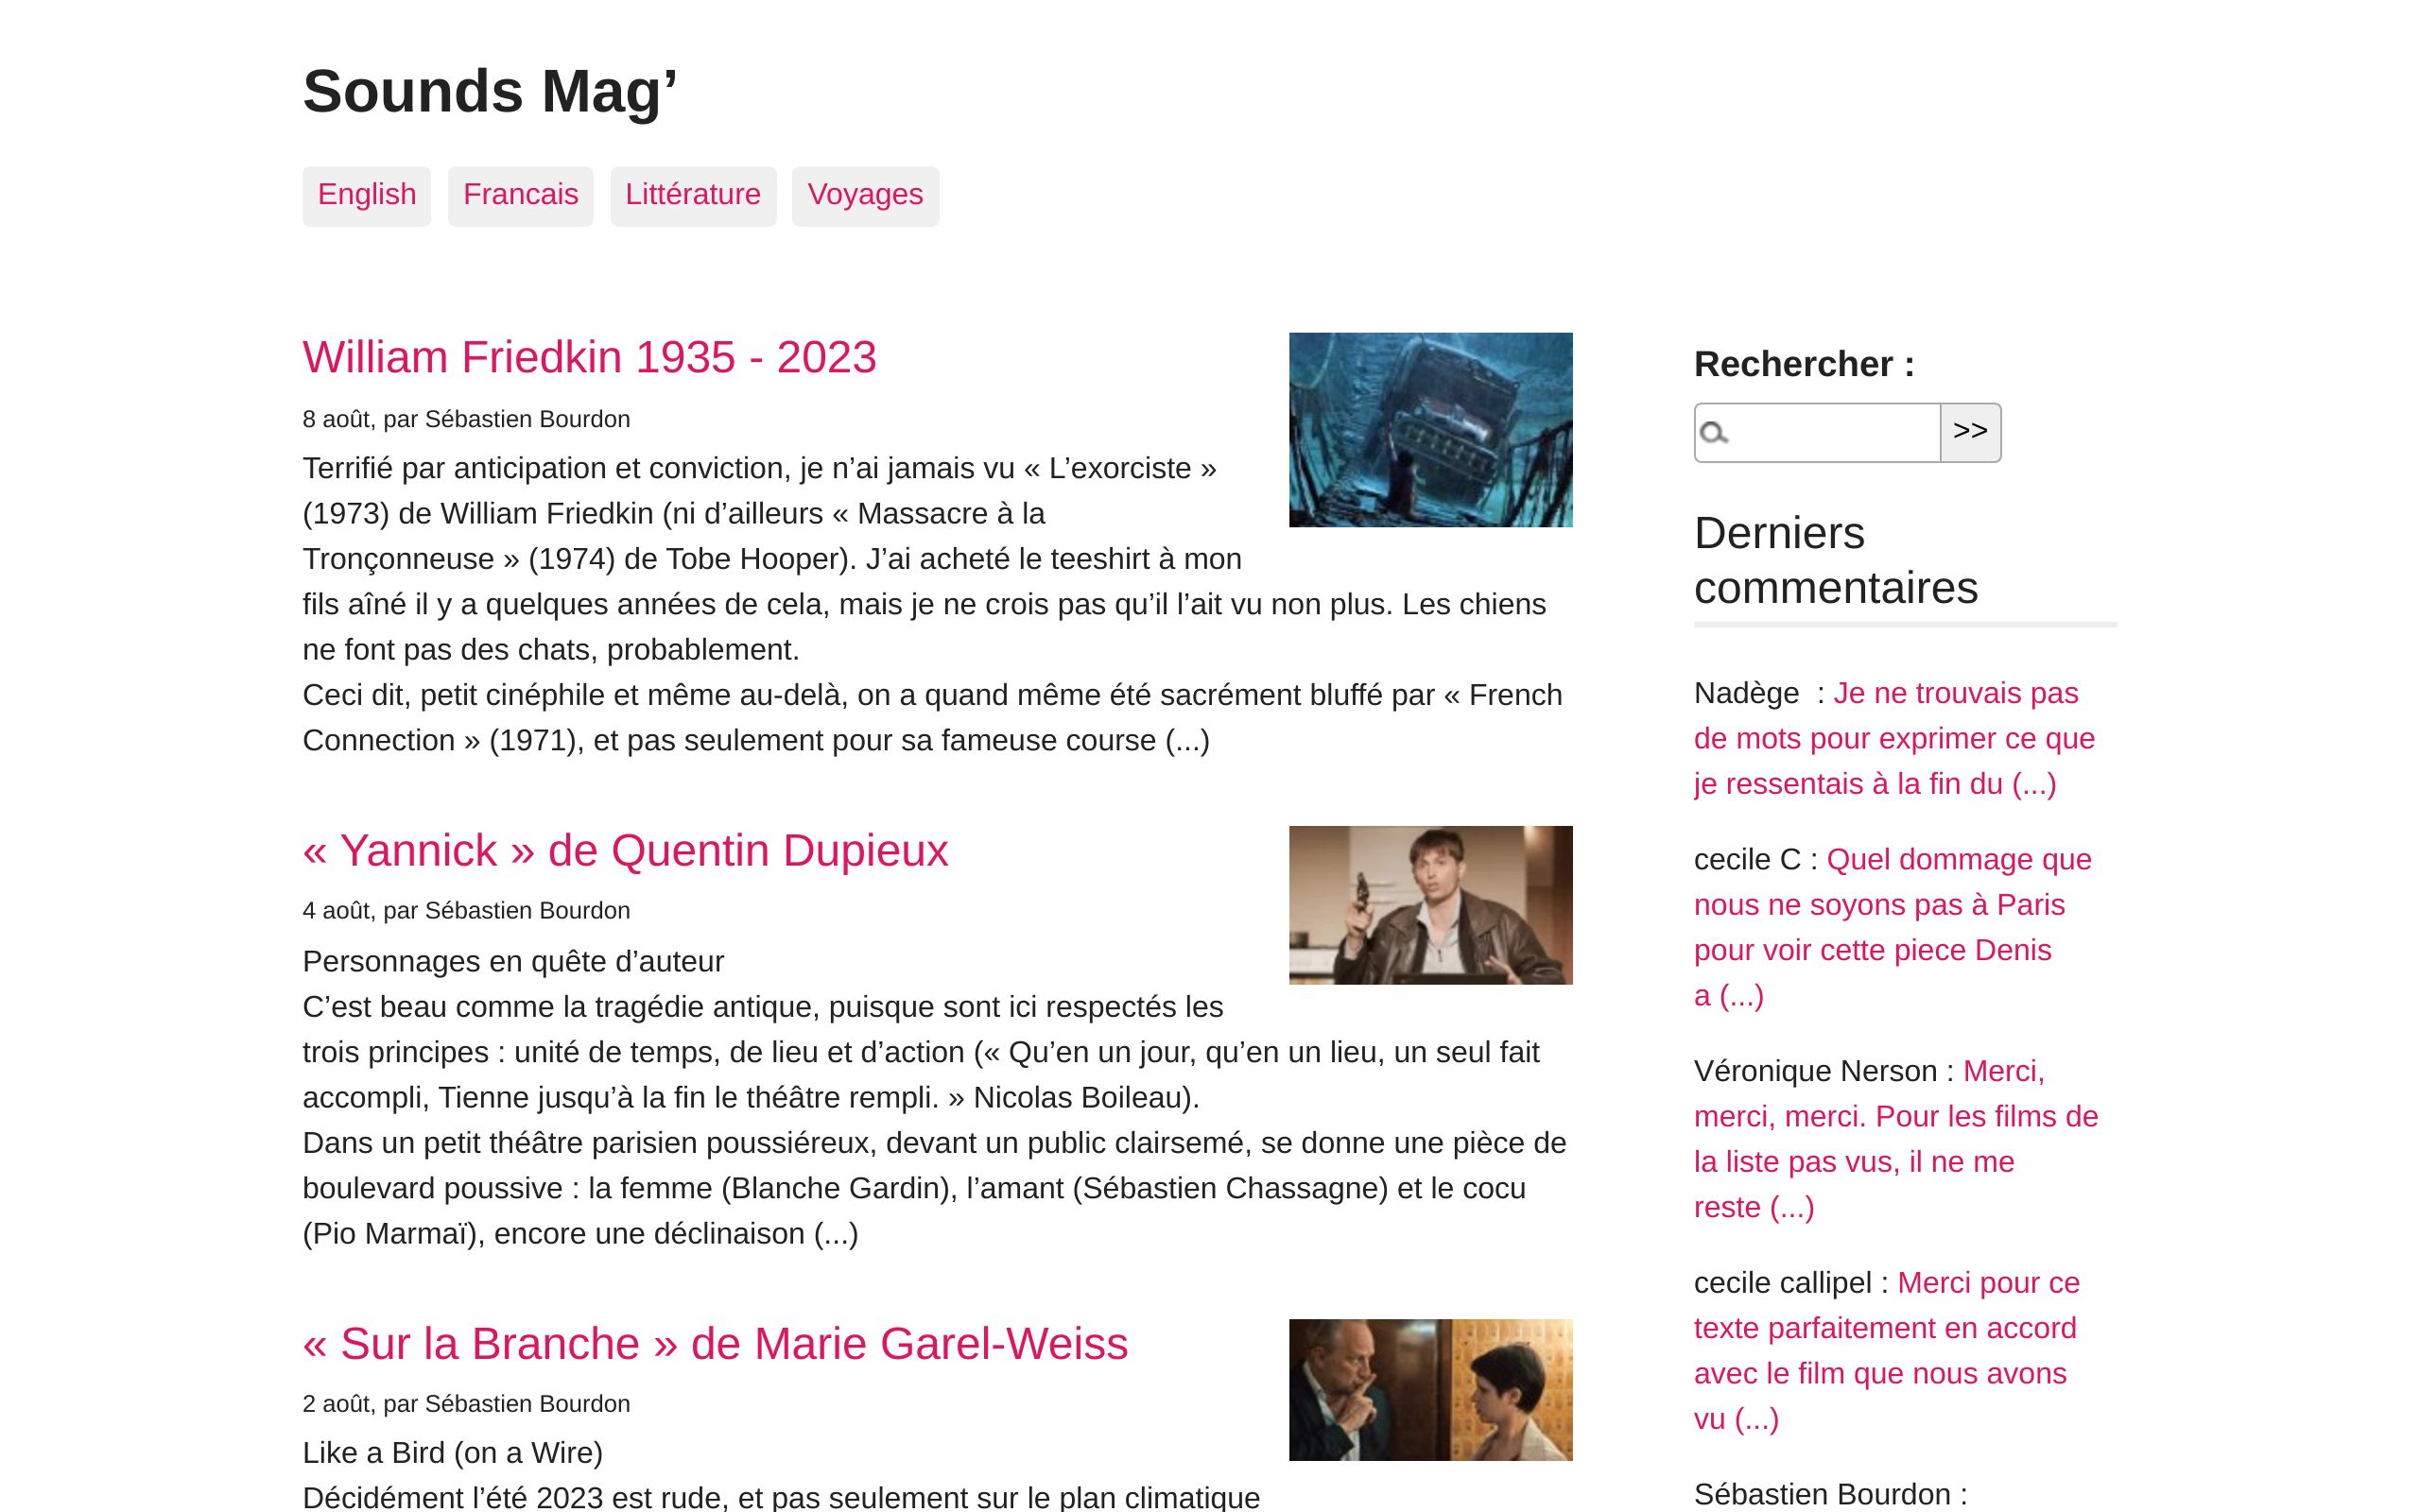 Sounds Mag’
English Francais Littérature Voyages
William Friedkin 1935 - 2023
8 août, par Sébastien Bourdon
Terrifié par anticipation et conviction, je n’ai jamais vu « L’exorciste »
(1973) de William Friedkin (ni d’ailleurs « Massacre à la
Tronçonneuse » (1974) de Tobe Hooper). J’ai acheté le teeshirt à mon
fils aîné il y a quelques années de cela, mais je ne crois pas qu’il l’ait vu non plus. Les chiens
ne font pas des chats, probablement.
Ceci dit, petit cinéphile et même au-delà, on a quand même été sacrément bluffé par « French
Connection » (1971), et pas seulement pour sa fameuse course (...)
« Yannick » de Quentin Dupieux
4 août, par Sébastien Bourdon
Personnages en quête d’auteur
C’est beau comme la tragédie antique, puisque sont ici respectés les
trois principes : unité de temps, de lieu et d’action (« Qu’en un jour, qu’en un lieu, un seul fait
accompli, Tienne jusqu’à la fin le théâtre rempli. » Nicolas Boileau).
Dans un petit théâtre parisien poussiéreux, devant un public clairsemé, se donne une pièce de
boulevard poussive : la femme (Blanche Gardin), l’amant (Sébastien Chassagne) et le cocu
(Pio Marmaï), encore une déclinaison (...)
« Sur la Branche » de Marie Garel-Weiss
2 août, par Sébastien Bourdon
Like a Bird (on a Wire)
Décidément l’été 2023 est rude, et pas seulement sur le plan climatique
Rechercher :
>>
Derniers
commentaires
Nadège  : Je ne trouvais pas
de mots pour exprimer ce que
je ressentais à la fin du (...)
cecile C : Quel dommage que
nous ne soyons pas à Paris
pour voir cette piece Denis
a (...)
Véronique Nerson : Merci,
merci, merci. Pour les films de
la liste pas vus, il ne me
reste (...)
cecile callipel : Merci pour ce
texte parfaitement en accord
avec le film que nous avons
vu (...)
Sébastien Bourdon :